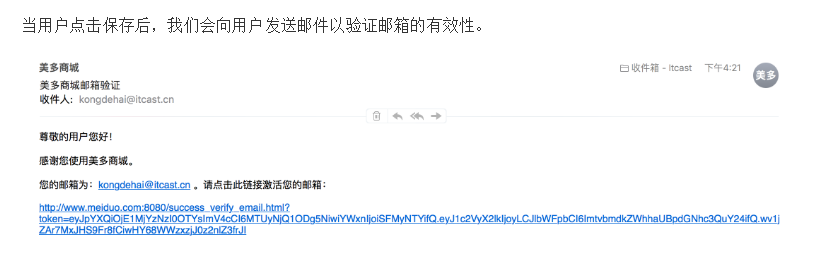 当用户点击保存后，我们会向用户发送邮件以验证邮箱的有效性。
美多商城
收件箱 - Itcast 下午4:21
美多
美多商城邮箱验证
收件人： kongdehai@itcast.cn
尊敬的用户您好！
感谢您使用美多商城。
您的邮箱为：kongdehai@itcast.cn 。请点击此链接激活您的邮箱：
http://www.meiduo.com:8080/success_verify_email.html?
token=eyJpYXQiOjE1MjYzNzI0OTYsImV4cCI6MTUyNjQ1ODg5NiwiYWxnIjoiSFMyNTYifQ.eyJ1c2VyX2lkIjoyLCJlbWFpbCI6ImtvbmdkZWhhaUBpdGNhc3QuY24ifQ.wv1j
ZAr7MxJHS9Fr8fCiwHY68WWzxzjJ0z2nlZ3frJI